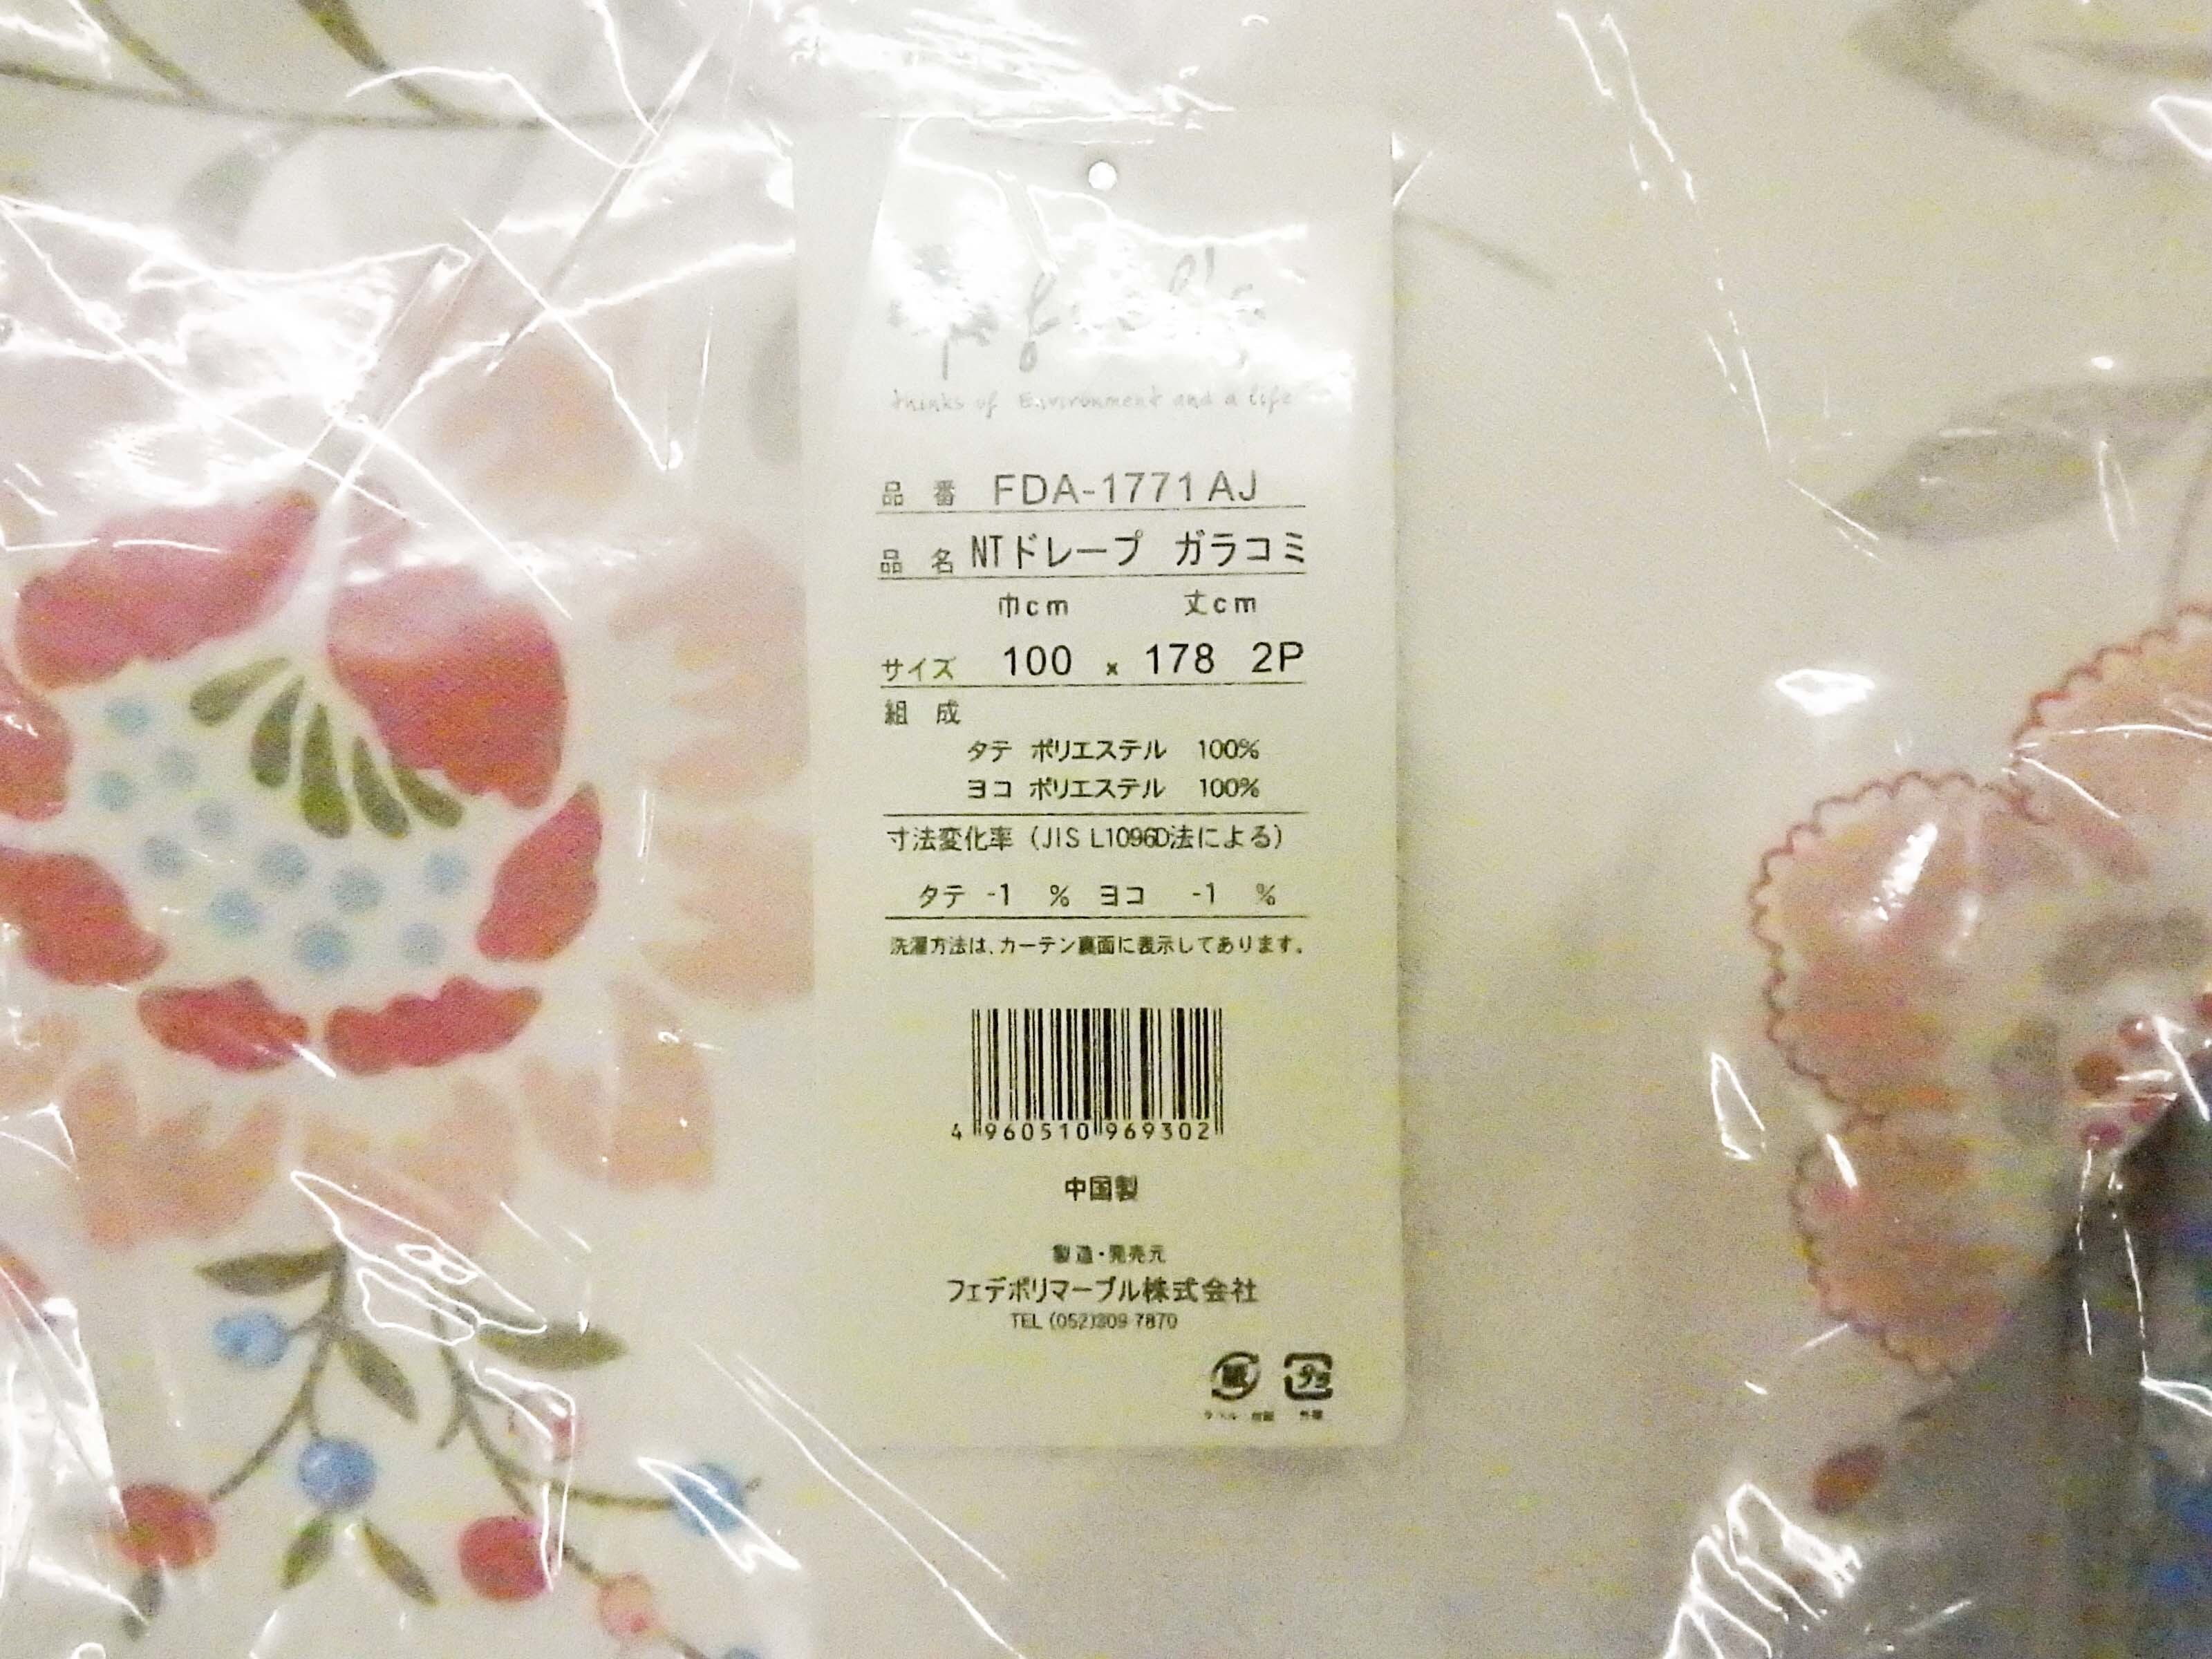 thinks of Environment and a life
品 番 FDA-1771AJ
品 名 NTドレープ ガラコミ
巾cm 丈cm
サイズ 100 × 178 2P
組 成
タテ ポリエステル 100%
ヨコ ポリエステル 100%
寸法変化率（JIS L1096D法による）
タテ -1 % ヨコ -1 %
洗濯方法は、カーテン裏面に表示してあります。
4 960510 969302
中国製
製造・発売元
フェデポリマーブル株式会社
TEL (052)309-7870
紙 プラ
外装